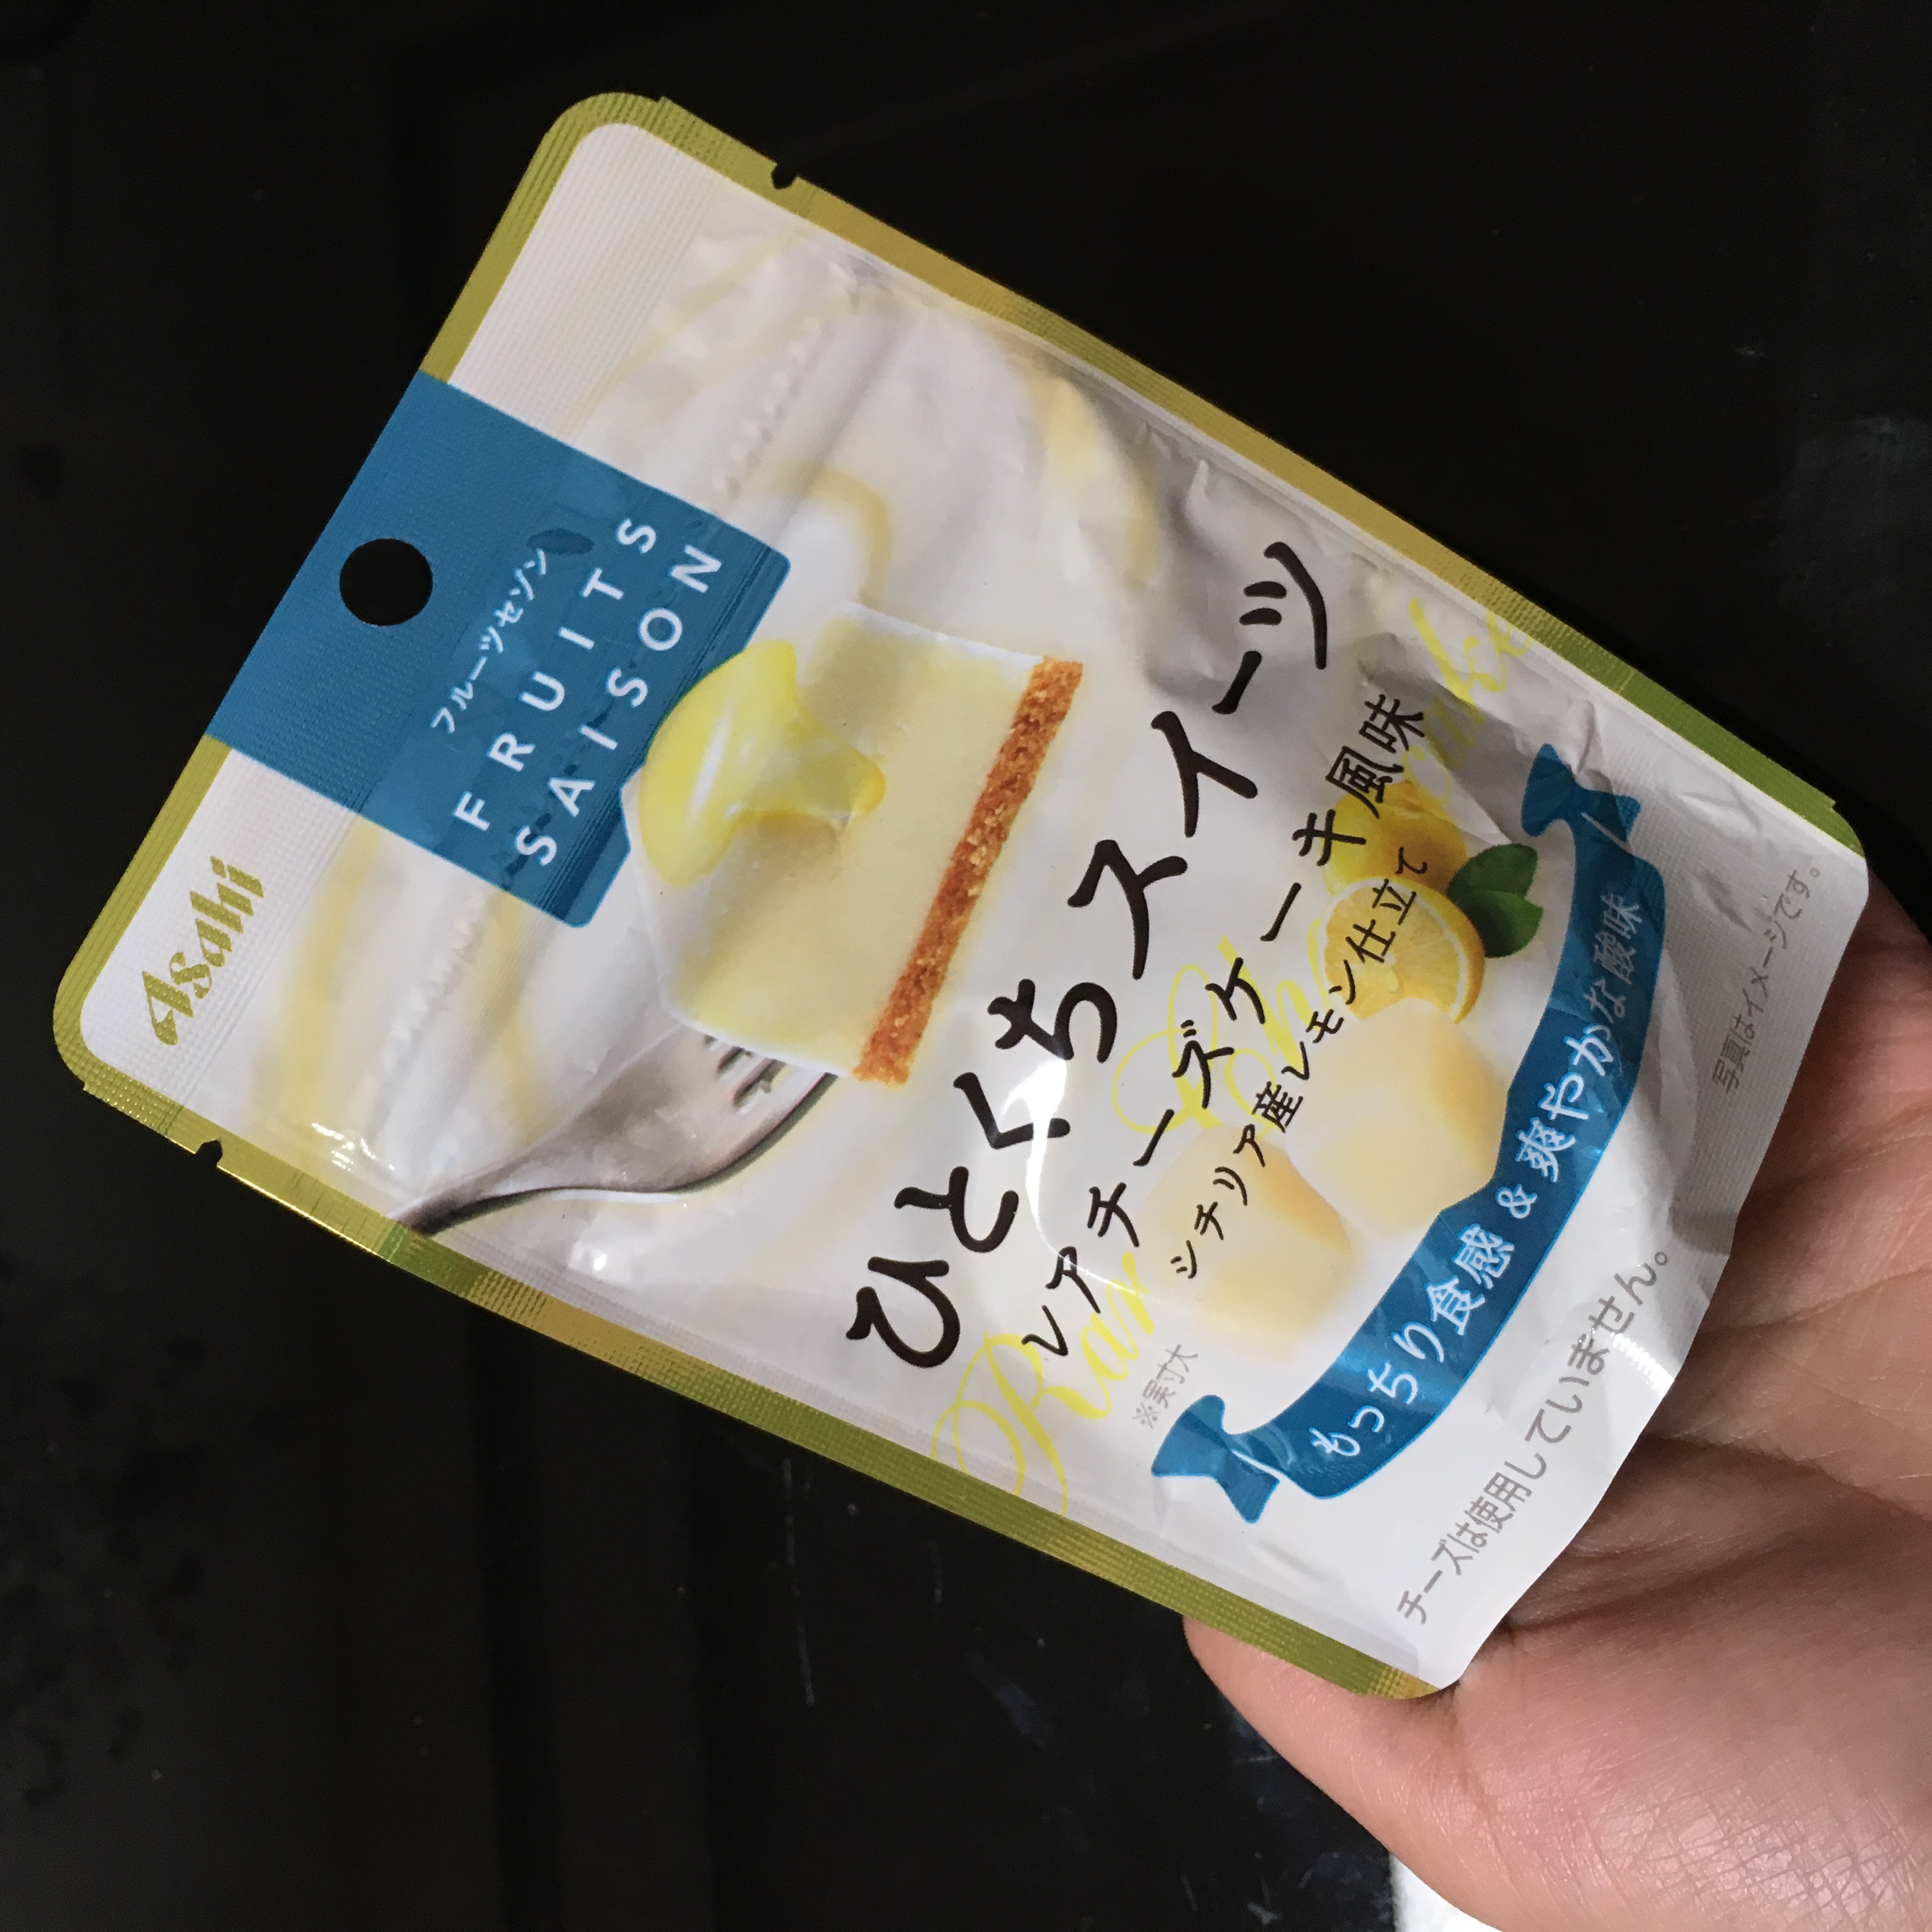 Asahi
フルーツセゾン
FRUITS
SAISON
ひとくちスイーツ
レアチーズケーキ風味
シチリア産レモン仕立て
※実寸大
もっちり食感 & 爽やかな酸味
チーズは使用していません。
写真はイメージです。